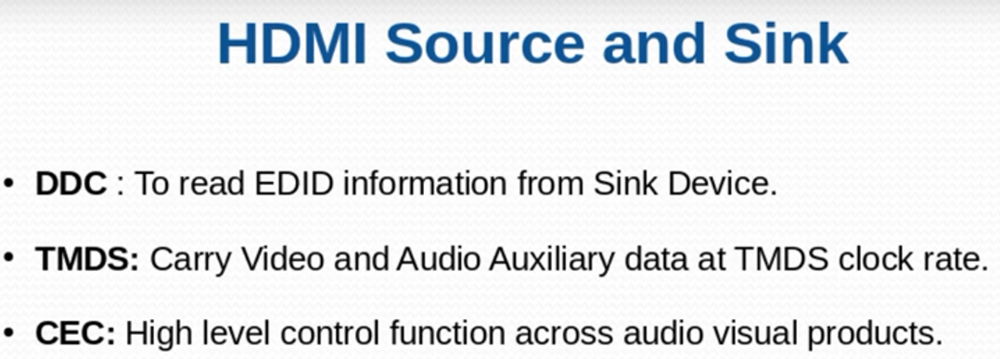 HDMI Source and Sink
• DDC : To read EDID information from Sink Device.
• TMDS: Carry Video and Audio Auxiliary data at TMDS clock rate.
• CEC: High level control function across audio visual products.